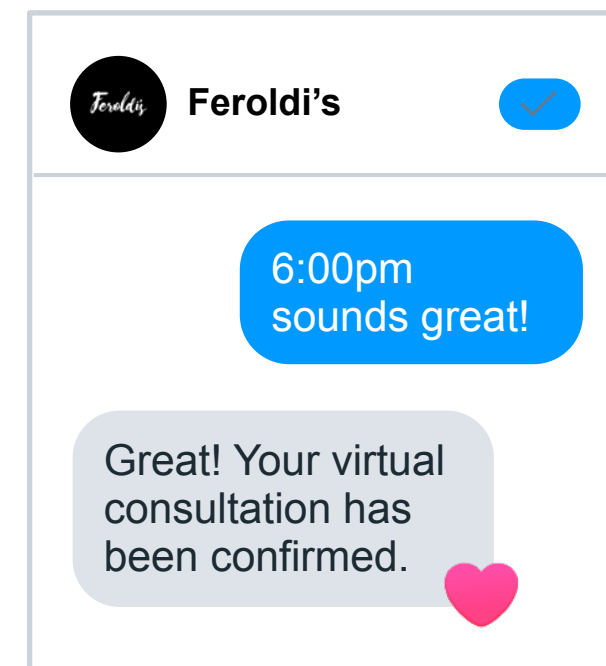 Feroldi's
Feroldi’s
6:00pm
sounds great!
Great! Your virtual
consultation has
been confirmed.